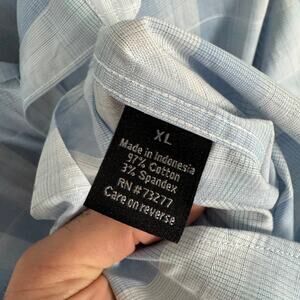 XL
Made in Indonesia
97% Cotton
3% Spandex
RN #73277
Care on reverse